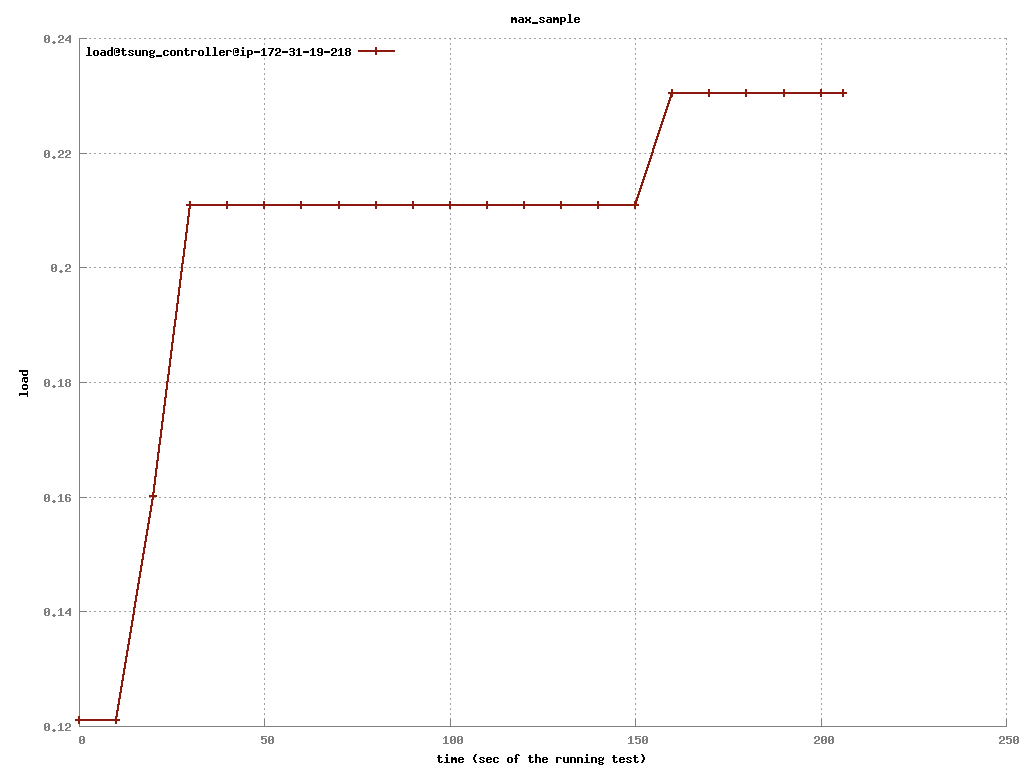 max_sample
load@tsung_controller@ip-172-31-19-218
0.24
0.22
0.2
0.18
0.16
0.14
0.12
load
0 50 100 150 200 250
time (sec of the running test)